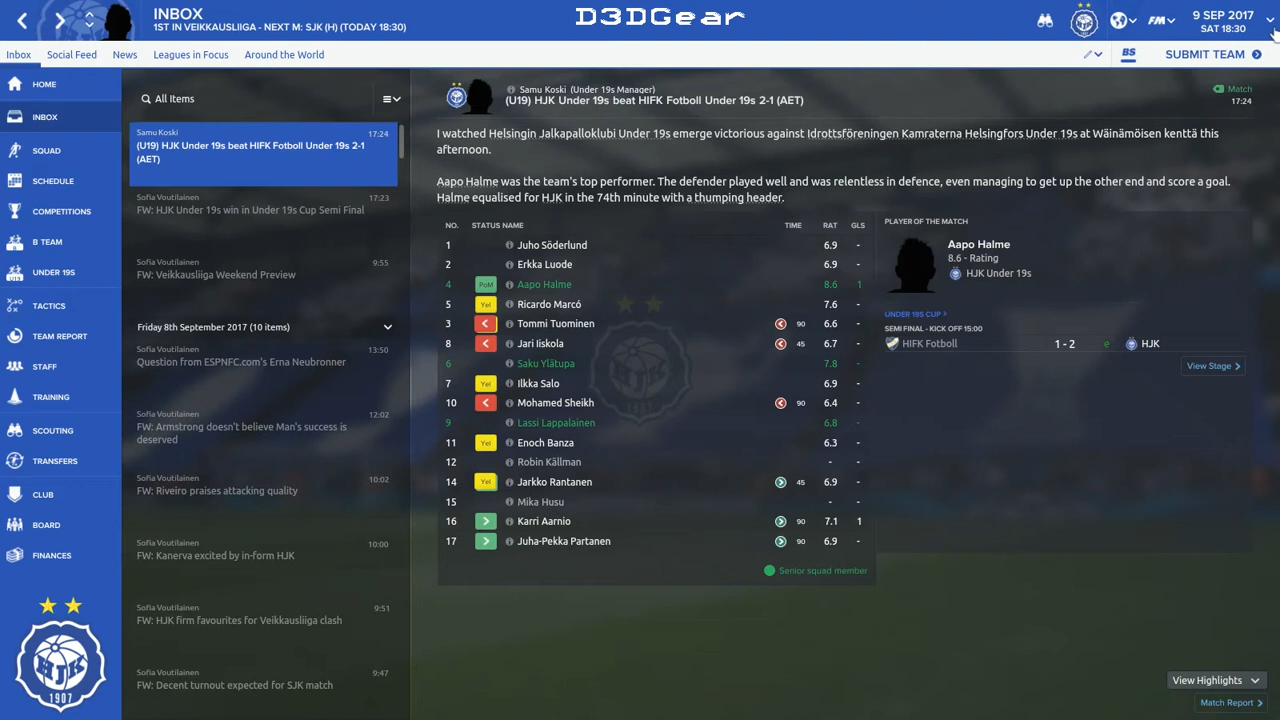 INBOX
1ST IN VEIKKAUSLIIGA - NEXT M: SJK (H) (TODAY 18:30)
D3DGear
FM
9 SEP 2017
SAT 18:30
Inbox
Social Feed
News
Leagues in Focus
Around the World
BS
SUBMIT TEAM
HOME
INBOX
SQUAD
SCHEDULE
COMPETITIONS
B TEAM
UNDER 19S
TACTICS
TEAM REPORT
STAFF
TRAINING
SCOUTING
TRANSFERS
CLUB
BOARD
FINANCES
HJK
1907
All Items
Samu Koski 17:24
(U19) HJK Under 19s beat HIFK Fotboll Under 19s 2-1
(AET)
Sofia Voutilainen 17:23
FW: HJK Under 19s win in Under 19s Cup Semi Final
Sofia Voutilainen 9:55
FW: Veikkausliiga Weekend Preview
Friday 8th September 2017 (10 items)
Sofia Voutilainen 13:50
Question from ESPNFC.com's Erna Neubronner
Sofia Voutilainen 12:02
FW: Armstrong doesn't believe Man's success is
deserved
Sofia Voutilainen 10:02
FW: Riveiro praises attacking quality
Sofia Voutilainen 10:00
FW: Kanerva excited by in-form HJK
Sofia Voutilainen 9:51
FW: HJK firm favourites for Veikkausliiga clash
Sofia Voutilainen 9:47
FW: Decent turnout expected for SJK match
Samu Koski (Under 19s Manager)
(U19) HJK Under 19s beat HIFK Fotboll Under 19s 2-1 (AET)
Match
17:24
I watched Helsingin Jalkapalloklubi Under 19s emerge victorious against Idrottsföreningen Kamraterna Helsingfors Under 19s at Wäinämöisen kenttä this
afternoon.
Aapo Halme was the team's top performer. The defender played well and was relentless in defence, even managing to get up the other end and score a goal.
Halme equalised for HJK in the 74th minute with a thumping header.
NO. STATUS NAME TIME RAT GLS
1 Juho Söderlund 6.9 -
2 Erkka Luode 6.9 -
4 PoM Aapo Halme 8.6 1
5 Yel Ricardo Marcó 7.6 -
3 Tommi Tuominen 90 6.6 -
8 Jari Iiskola 45 6.7 -
6 Saku Ylätupa 7.8 -
7 Yel Ilkka Salo 6.9 -
10 Mohamed Sheikh 90 6.4 -
9 Lassi Lappalainen 6.8 -
11 Yel Enoch Banza 6.3 -
12 Robin Källman - -
14 Yel Jarkko Rantanen 45 6.9 -
15 Mika Husu - -
16 Karri Aarnio 90 7.1 1
17 Juha-Pekka Partanen 90 6.9 -
Senior squad member
PLAYER OF THE MATCH
Aapo Halme
8.6 - Rating
HJK Under 19s
UNDER 19S CUP
SEMI FINAL - KICK OFF 15:00
HIFK Fotboll 1 - 2 e HJK
View Stage
View Highlights
Match Report